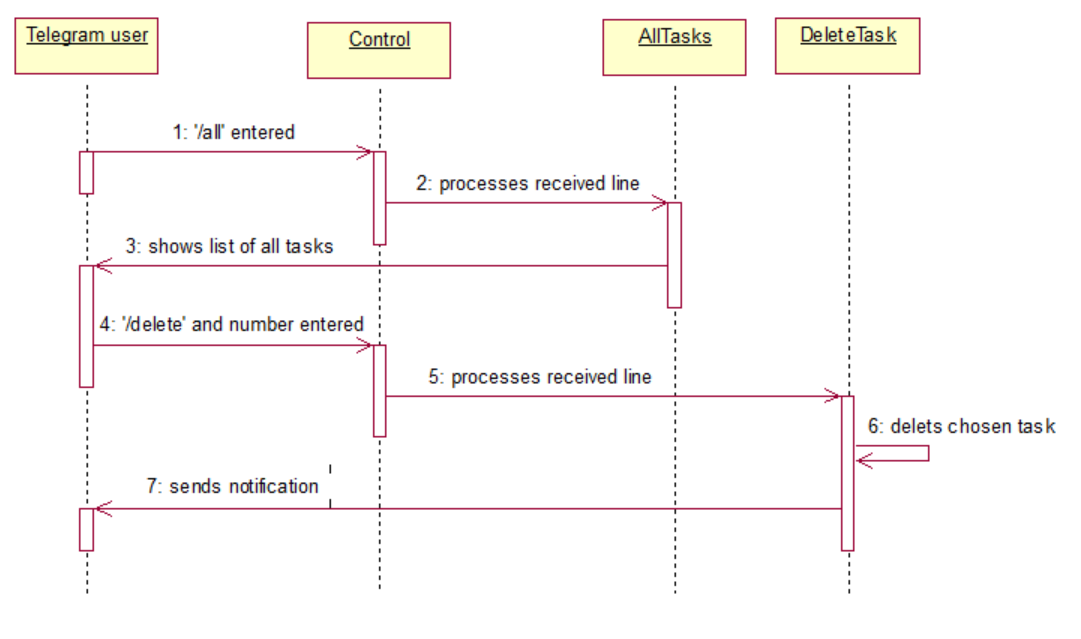 Telegram user
Control
AllTasks
DeleteTask
1: '/all' entered
2: processes received line
3: shows list of all tasks
4: '/delete' and number entered
5: processes received line
6: delets chosen task
7: sends notification